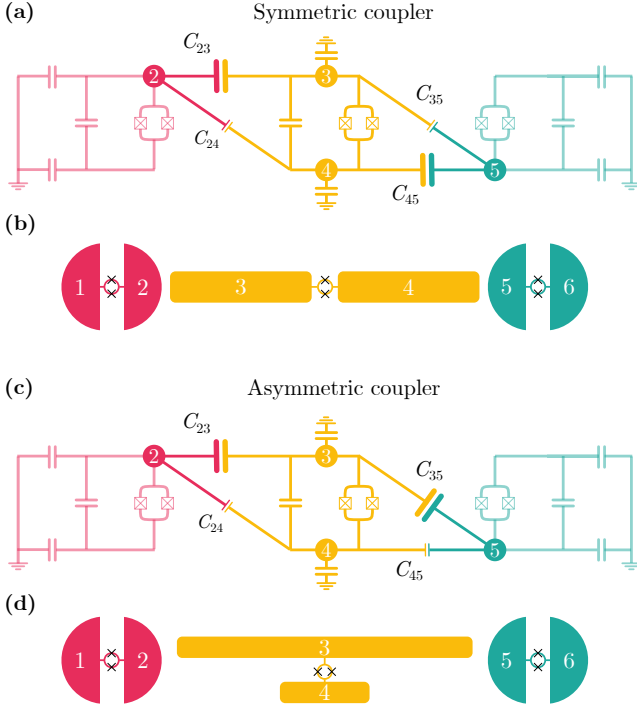 (a) Symmetric coupler
C₂₃
2
3
C₂₄
C₃₅
4
C₄₅
5
(b)
1 2 3 4 5 6
(c) Asymmetric coupler
C₂₃
2
3
C₂₄
C₃₅
4
C₄₅
5
(d)
1 2 3 5 6
4